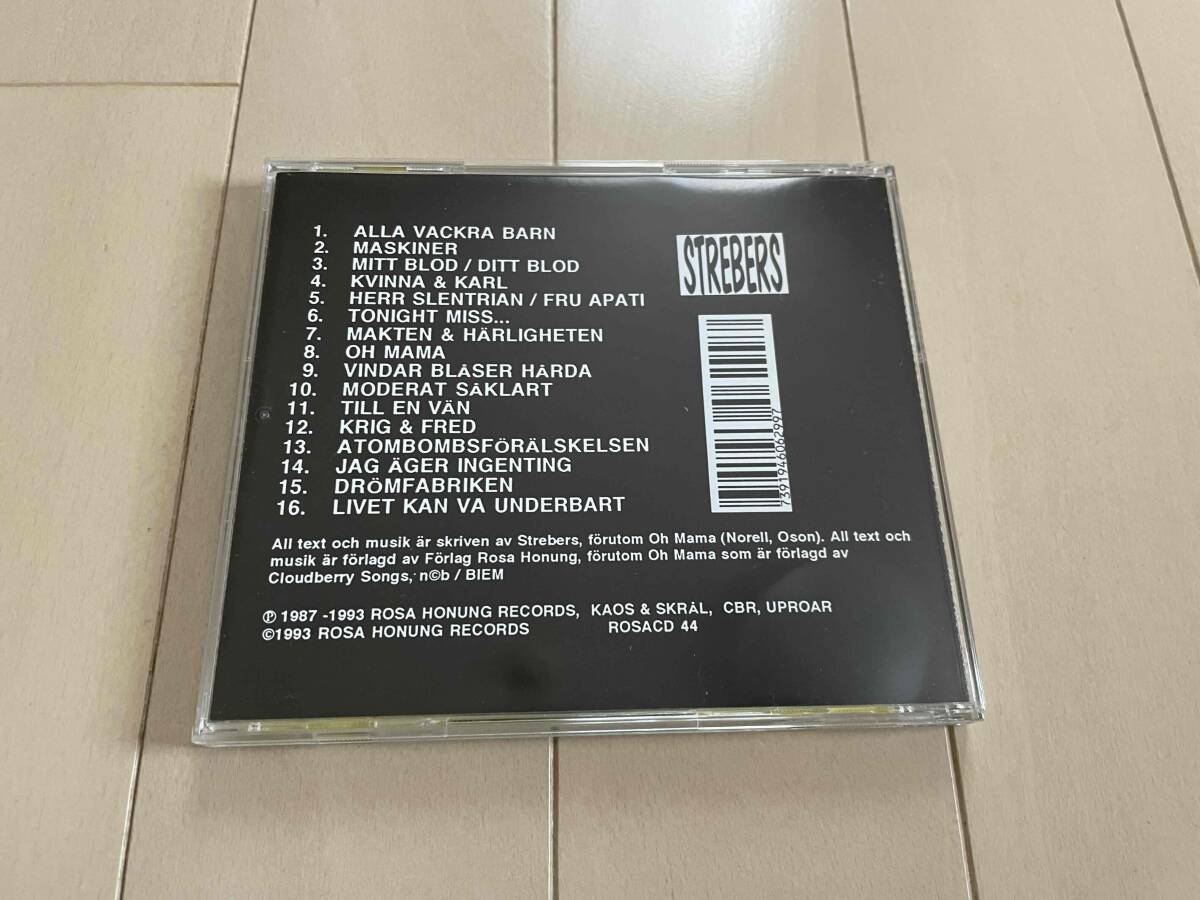 1. ALLA VACKRA BARN
2. MASKINER
3. MITT BLOD / DITT BLOD
4. KVINNA & KARL
5. HERR SLENTRIAN / FRU APATI
6. TONIGHT MISS...
7. MAKTEN & HÄRLIGHETEN
8. OH MAMA
9. VINDAR BLÅSER HÅRDA
10. MODERAT SÅKLART
11. TILL EN VÄN
12. KRIG & FRED
13. ATOMBOMBSFÖRÄLSKELSEN
14. JAG ÄGER INGENTING
15. DRÖMFABRIKEN
16. LIVET KAN VA UNDERBART
STREBERS
7391946062997
All text och musik är skriven av Strebers, förutom Oh Mama (Norell, Oson). All text och
musik är förlagd av Förlag Rosa Honung, förutom Oh Mama som är förlagd av
Cloudberry Songs, n©b / BIEM
℗ 1987 -1993 ROSA HONUNG RECORDS, KAOS & SKRÅL, CBR, UPROAR
©1993 ROSA HONUNG RECORDS ROSACD 44